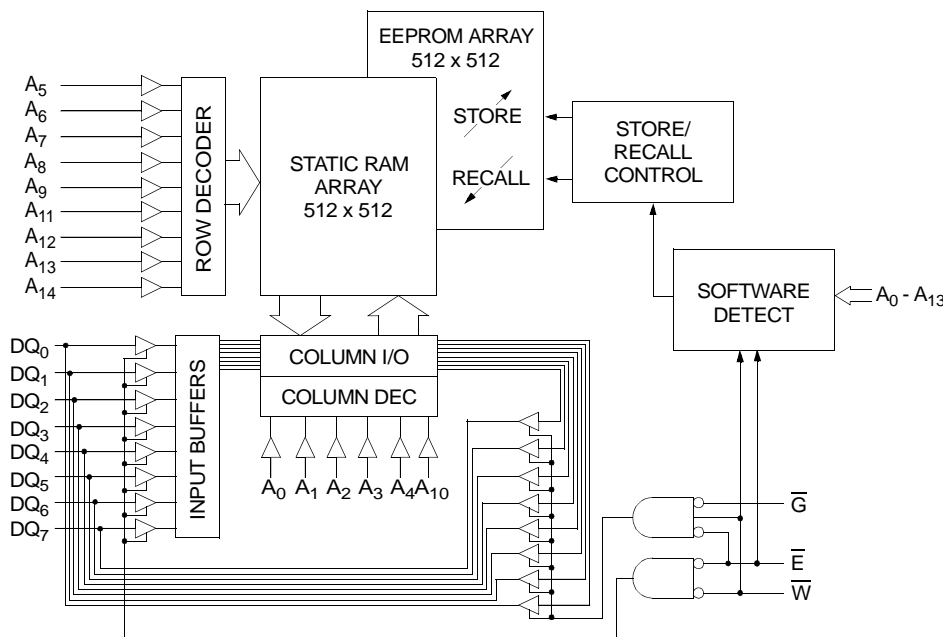 EEPROM ARRAY
512 x 512
STORE
RECALL
STATIC RAM
ARRAY
512 x 512
STORE/
RECALL
CONTROL
A5
A6
A7
A8
A9
A11
A12
A13
A14
ROW DECODER
SOFTWARE
DETECT
A0 - A13
DQ0
DQ1
DQ2
DQ3
DQ4
DQ5
DQ6
DQ7
INPUT BUFFERS
COLUMN I/O
COLUMN DEC
A0 A1 A2 A3 A4 A10
G̅
E̅
W̅